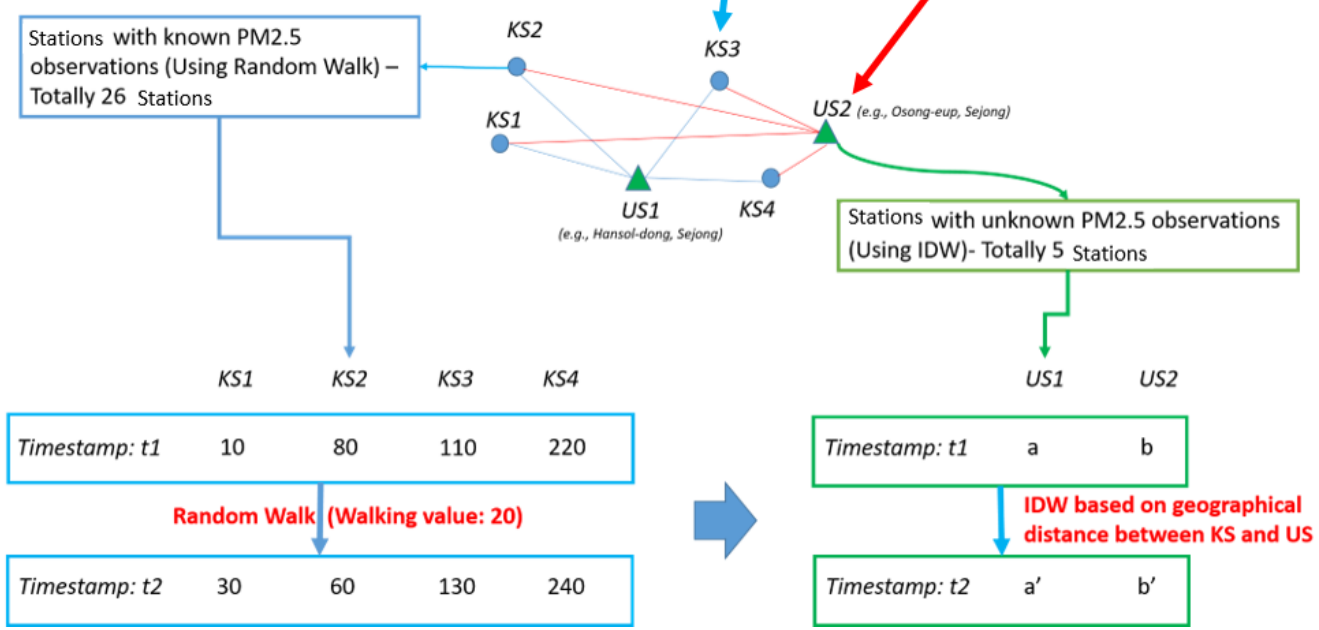 Stations with known PM2.5
observations (Using Random Walk) –
Totally 26 Stations
KS2
KS3
KS1
US2 (e.g., Osong-eup, Sejong)
US1
(e.g., Hansol-dong, Sejong)
KS4
Stations with unknown PM2.5 observations
(Using IDW)- Totally 5 Stations
KS1 KS2 KS3 KS4
Timestamp: t1 10 80 110 220
Random Walk (Walking value: 20)
Timestamp: t2 30 60 130 240
US1 US2
Timestamp: t1 a b
IDW based on geographical
distance between KS and US
Timestamp: t2 a’ b’